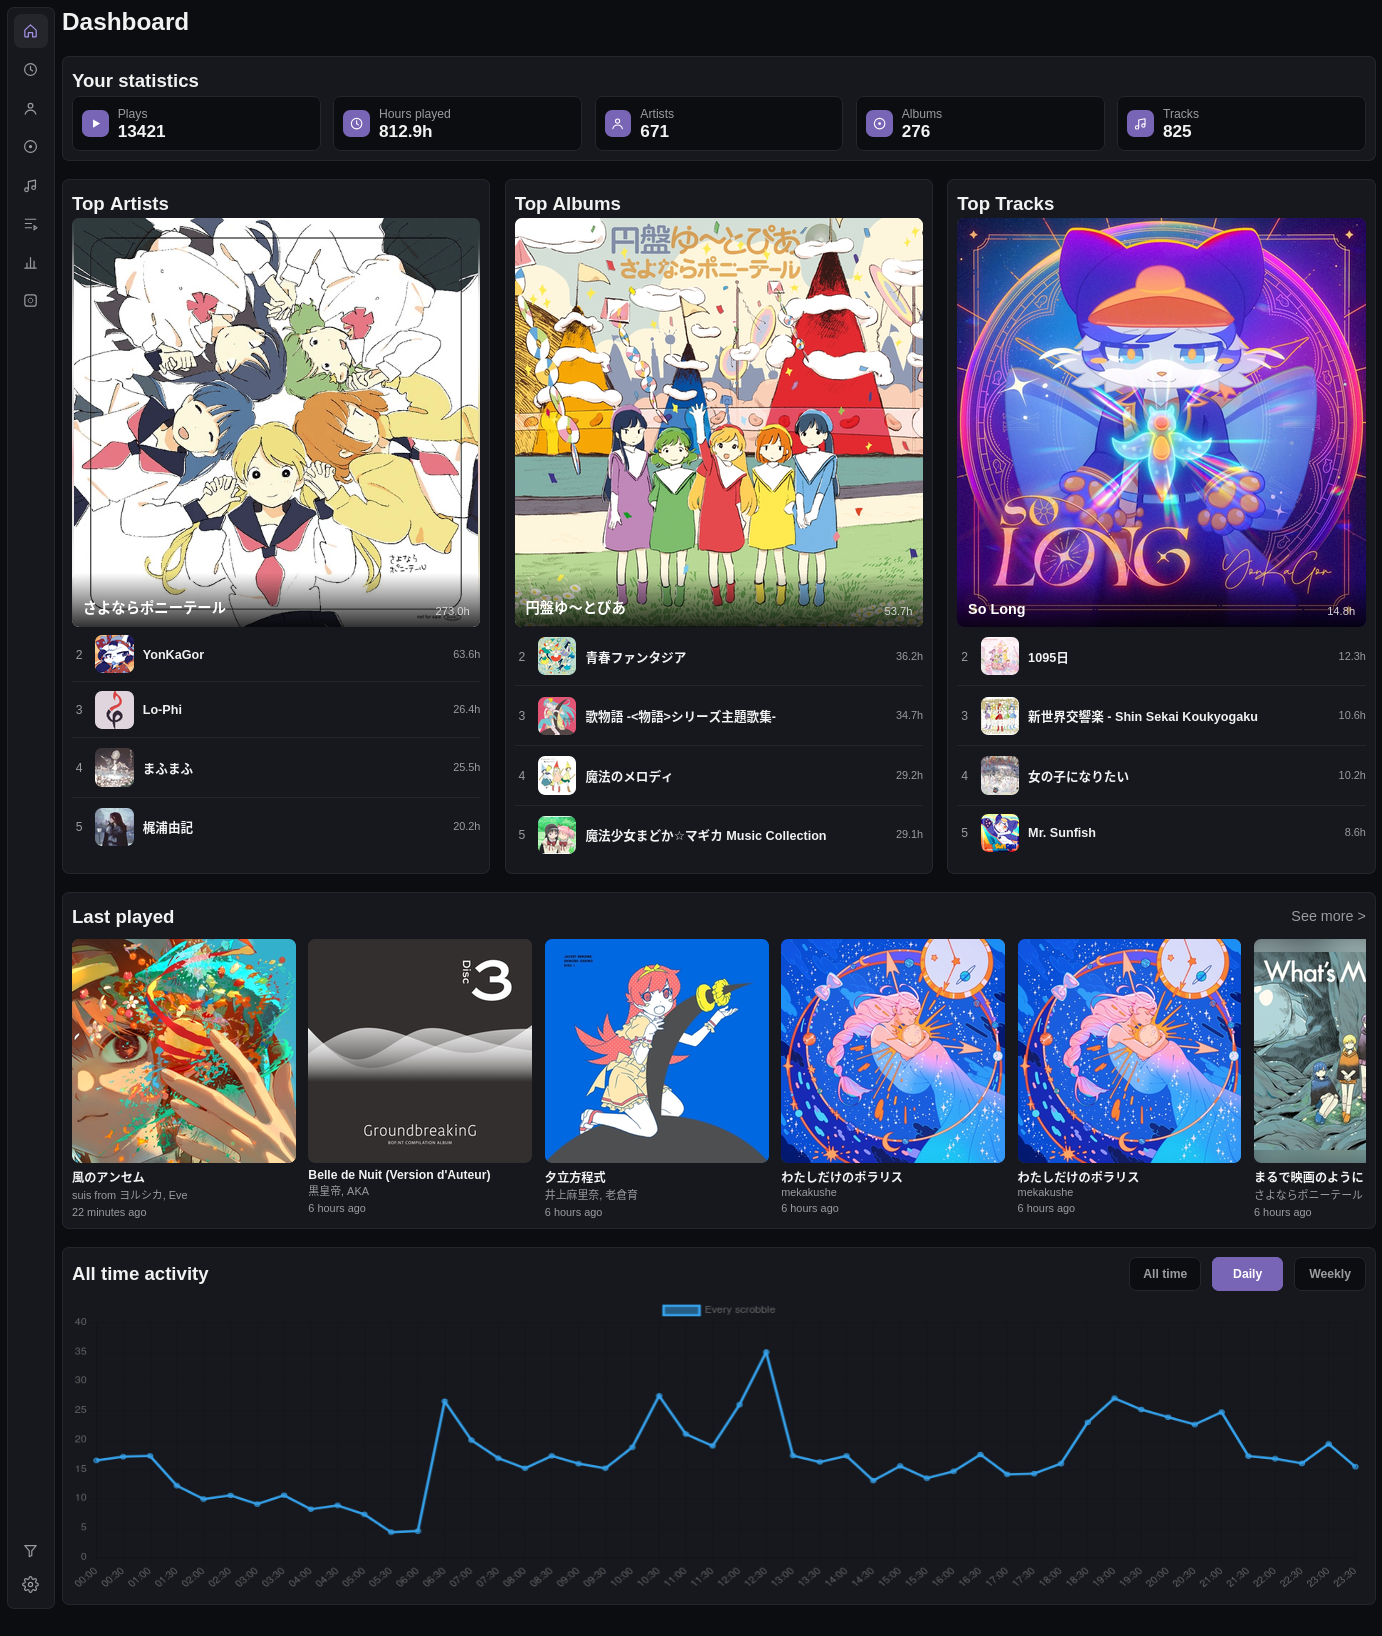 Dashboard
Your statistics
Plays
13421
Hours played
812.9h
Artists
671
Albums
276
Tracks
825
Top Artists
さよなら
ポニーテール
さよならポニーテール
273.0h
2 YonKaGor 63.6h
3 Lo-Phi 26.4h
4 まふまふ 25.5h
5 梶浦由記 20.2h
Top Albums
円盤ゆ〜とぴあ
さよならポニーテール
円盤ゆ〜とぴあ
53.7h
2 青春ファンタジア 36.2h
3 歌物語 -<物語>シリーズ主題歌集- 34.7h
4 魔法のメロディ 29.2h
5 魔法少女まどか☆マギカ Music Collection 29.1h
Top Tracks
SO
LONG
YonKaGor
So Long
14.8h
2 1095日 12.3h
3 新世界交響楽 - Shin Sekai Koukyogaku 10.6h
4 女の子になりたい 10.2h
5 Mr. Sunfish 8.6h
Last played
See more >
風のアンセム
suis from ヨルシカ, Eve
22 minutes ago
Disc 3
GroundbreakinG
BOF:NT COMPILATION ALBUM
Belle de Nuit (Version d'Auteur)
黒皇帝, AKA
6 hours ago
夕立方程式
井上麻里奈, 老倉育
6 hours ago
わたしだけのポラリス
mekakushe
6 hours ago
わたしだけのポラリス
mekakushe
6 hours ago
What's M
まるで映画のように
さよならポニーテール
6 hours ago
All time activity
All time
Daily
Weekly
Every scrobble
40
35
30
25
20
15
10
5
0
00:00 00:30 01:00 01:30 02:00 02:30 03:00 03:30 04:00 04:30 05:00 05:30 06:00 06:30 07:00 07:30 08:00 08:30 09:00 09:30 10:00 10:30 11:00 11:30 12:00 12:30 13:00 13:30 14:00 14:30 15:00 15:30 16:00 16:30 17:00 17:30 18:00 18:30 19:00 19:30 20:00 20:30 21:00 21:30 22:00 22:30 23:00 23:30